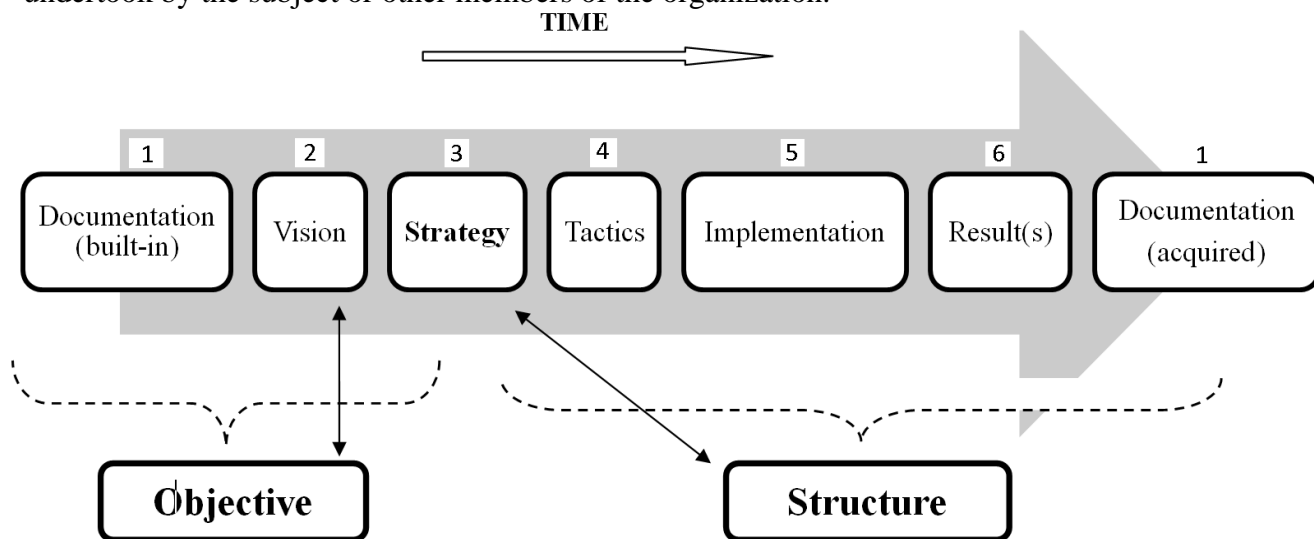 undertook by the subject or other members of the organization.
TIME
1
2
3
4
5
6
1
Documentation
(built-in)
Vision
Strategy
Tactics
Implementation
Result(s)
Documentation
(acquired)
Objective
Structure